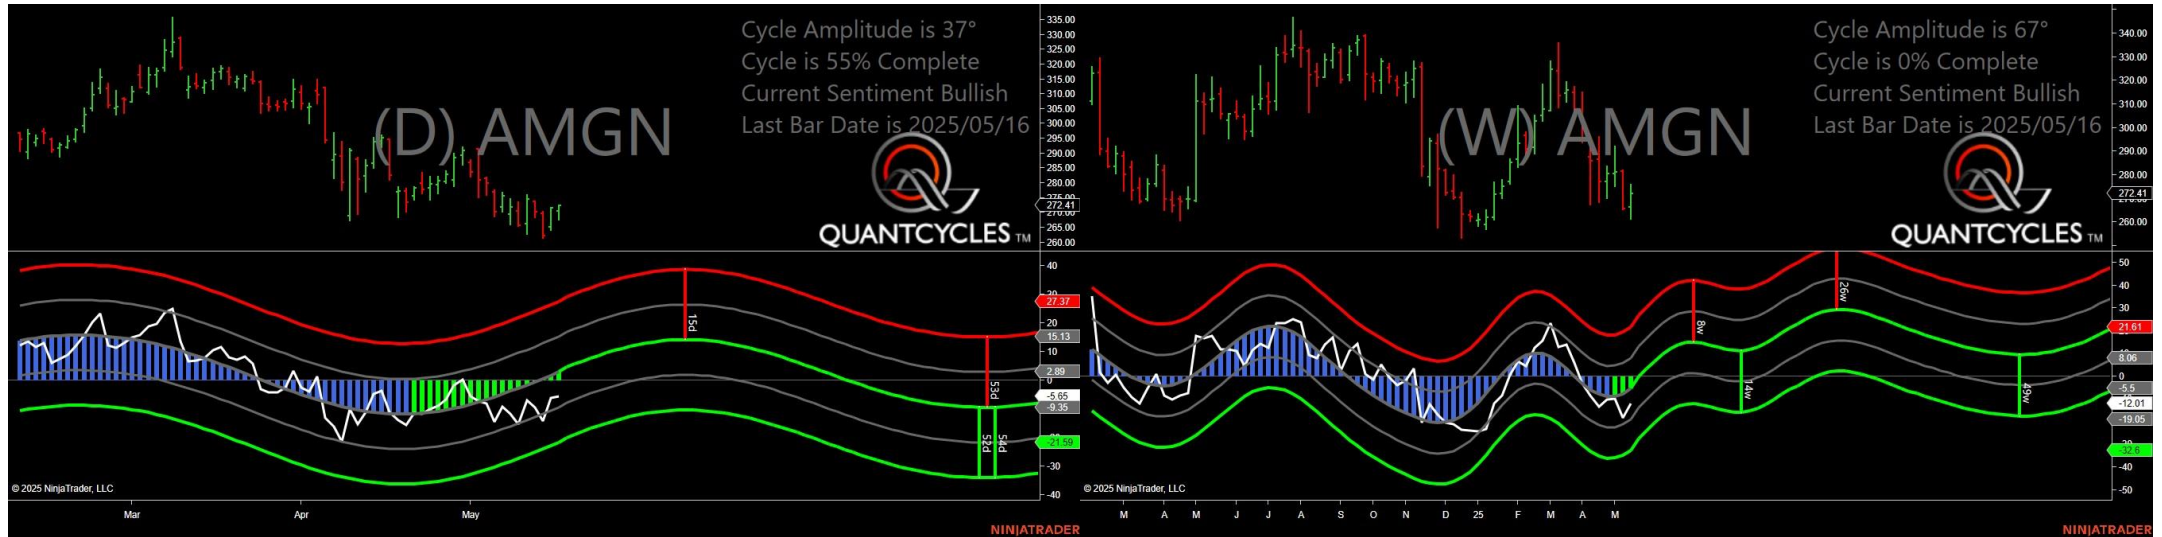 Cycle Amplitude is 37°
Cycle is 55% Complete
Current Sentiment Bullish
Last Bar Date is 2025/05/16
(D) AMGN
QUANTCYCLES TM
335.00
330.00
325.00
320.00
315.00
310.00
305.00
300.00
295.00
290.00
285.00
280.00
275.00
272.41
265.00
260.00
40
27.37
20
15.13
10
2.89
0
-5.65
-9.35
-21.59
-30
-40
15d
53d
52d
54d
© 2025 NinjaTrader, LLC
Mar
Apr
May
NINJATRADER
Cycle Amplitude is 67°
Cycle is 0% Complete
Current Sentiment Bullish
Last Bar Date is 2025/05/16
(W) AMGN
QUANTCYCLES TM
340.00
330.00
320.00
310.00
300.00
290.00
280.00
272.41
260.00
50
40
30
21.61
8.06
0
-5.5
-12.01
-19.05
-32.6
-40
-50
8w
14w
26w
49w
© 2025 NinjaTrader, LLC
M A M J J A S O N D 25 F M A M
NINJATRADER